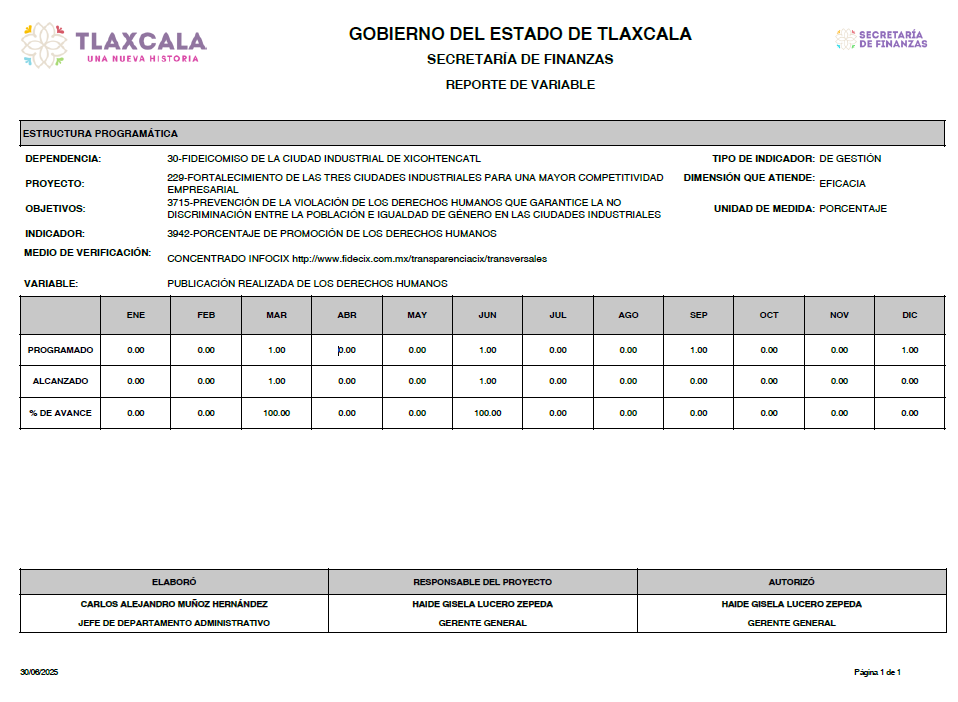 TLAXCALA
UNA NUEVA HISTORIA
GOBIERNO DEL ESTADO DE TLAXCALA
SECRETARÍA DE FINANZAS
REPORTE DE VARIABLE
SECRETARÍA
DE FINANZAS
ESTRUCTURA PROGRAMÁTICA
DEPENDENCIA: 30-FIDEICOMISO DE LA CIUDAD INDUSTRIAL DE XICOHTENCATL TIPO DE INDICADOR: DE GESTIÓN
PROYECTO: 229-FORTALECIMIENTO DE LAS TRES CIUDADES INDUSTRIALES PARA UNA MAYOR COMPETITIVIDAD
EMPRESARIAL DIMENSIÓN QUE ATIENDE: EFICACIA
OBJETIVOS: 3715-PREVENCIÓN DE LA VIOLACIÓN DE LOS DERECHOS HUMANOS QUE GARANTICE LA NO
DISCRIMINACIÓN ENTRE LA POBLACIÓN E IGUALDAD DE GÉNERO EN LAS CIUDADES INDUSTRIALES UNIDAD DE MEDIDA: PORCENTAJE
INDICADOR: 3942-PORCENTAJE DE PROMOCIÓN DE LOS DERECHOS HUMANOS
MEDIO DE VERIFICACIÓN: CONCENTRADO INFOCIX http://www.fidecix.com.mx/transparenciacix/transversales
VARIABLE: PUBLICACIÓN REALIZADA DE LOS DERECHOS HUMANOS
ENE FEB MAR ABR MAY JUN JUL AGO SEP OCT NOV DIC
PROGRAMADO 0.00 0.00 1.00 0.00 0.00 1.00 0.00 0.00 1.00 0.00 0.00 1.00
ALCANZADO 0.00 0.00 1.00 0.00 0.00 1.00 0.00 0.00 0.00 0.00 0.00 0.00
% DE AVANCE 0.00 0.00 100.00 0.00 0.00 100.00 0.00 0.00 0.00 0.00 0.00 0.00
ELABORÓ RESPONSABLE DEL PROYECTO AUTORIZÓ
CARLOS ALEJANDRO MUÑOZ HERNÁNDEZ HAIDE GISELA LUCERO ZEPEDA HAIDE GISELA LUCERO ZEPEDA
JEFE DE DEPARTAMENTO ADMINISTRATIVO GERENTE GENERAL GERENTE GENERAL
30/06/2025 Página 1 de 1